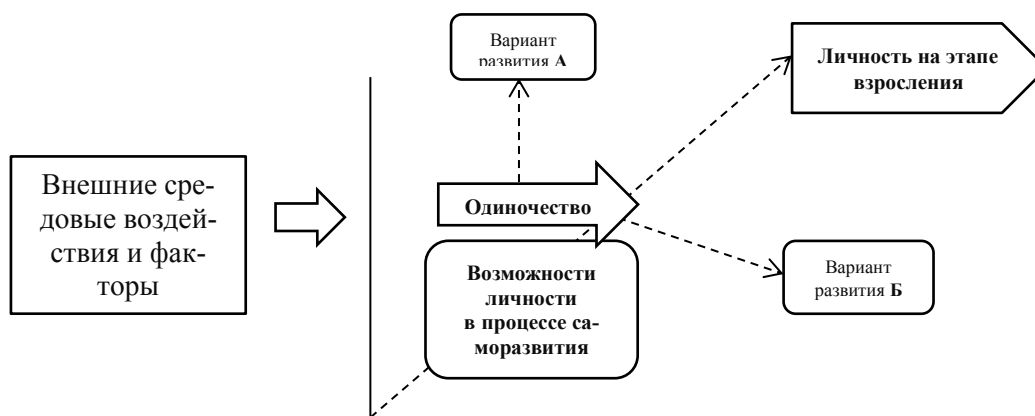 Вариант
развития А
Личность на этапе
взросления
Внешние сре-
довые воздей-
ствия и фак-
торы
Одиночество
Возможности
личности
в процессе са-
моразвития
Вариант
развития Б